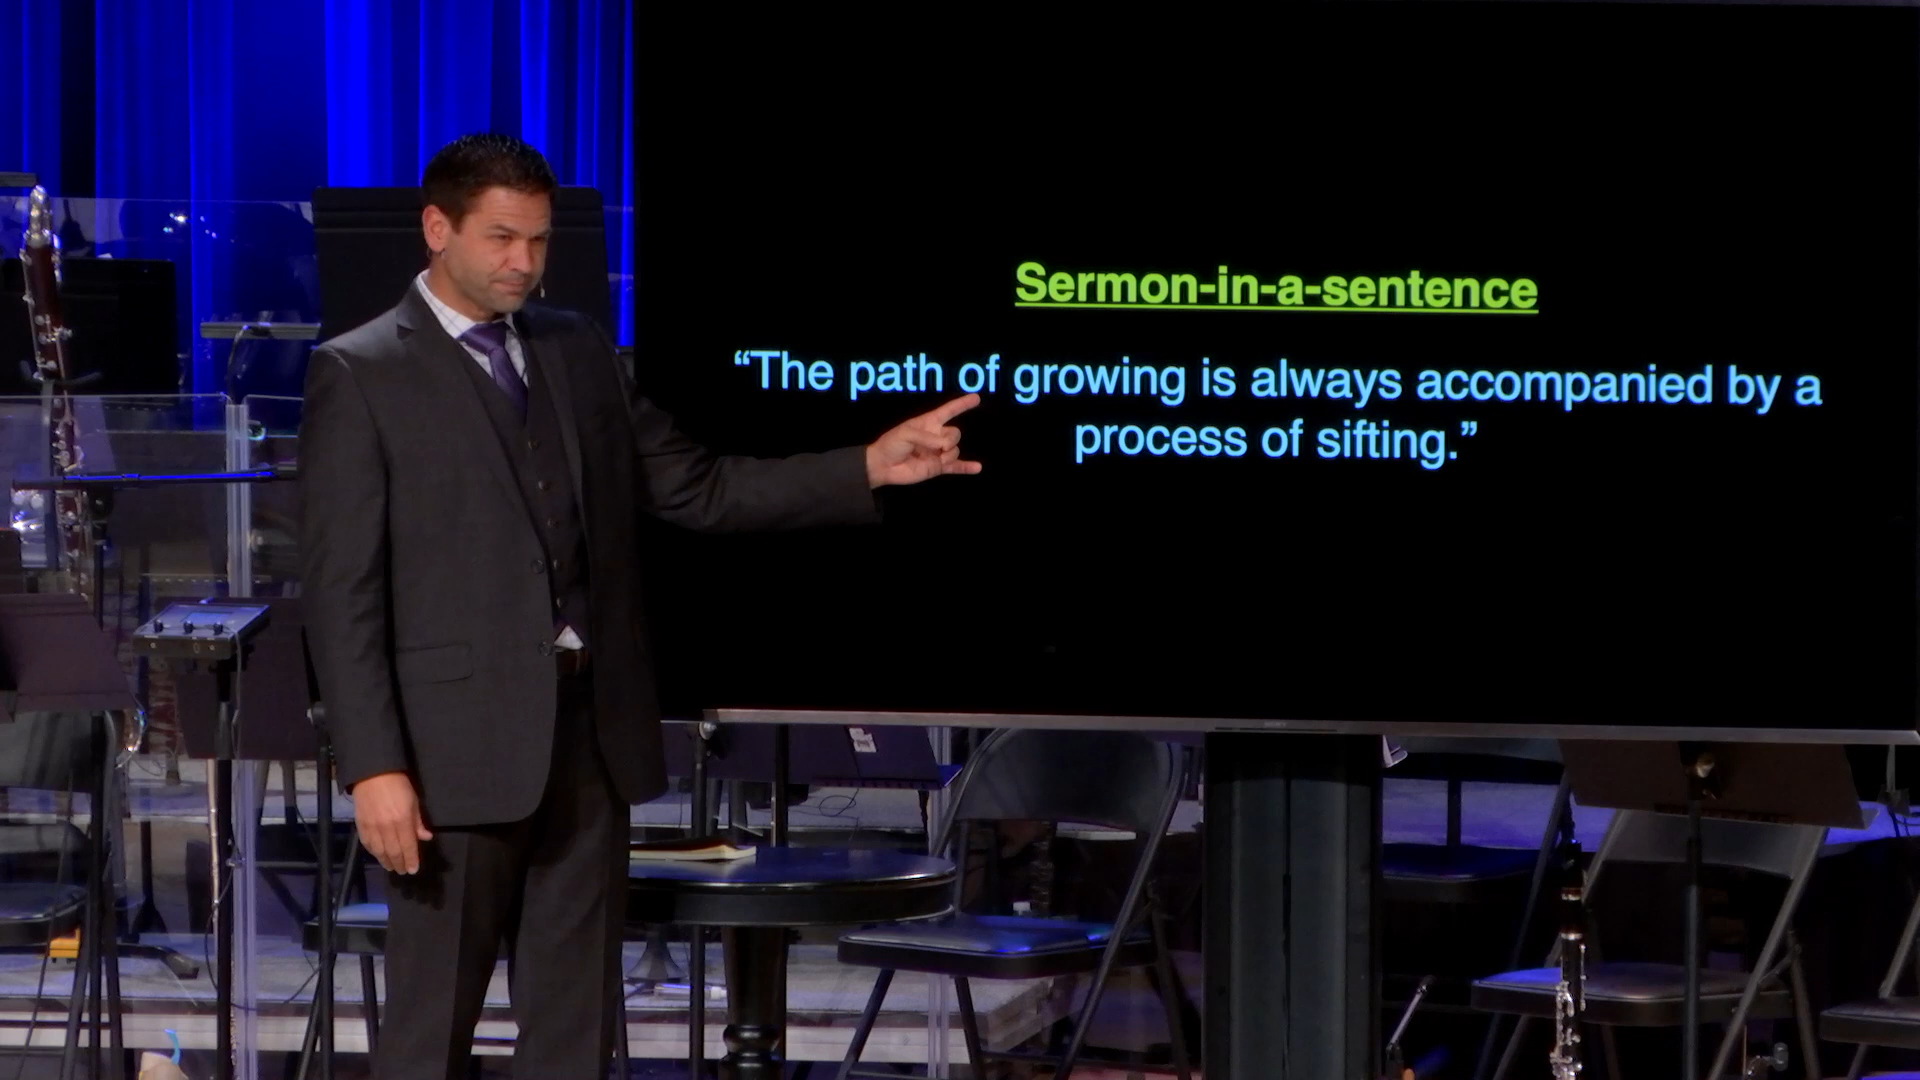 Sermon-in-a-sentence
“The path of growing is always accompanied by a
process of sifting.”